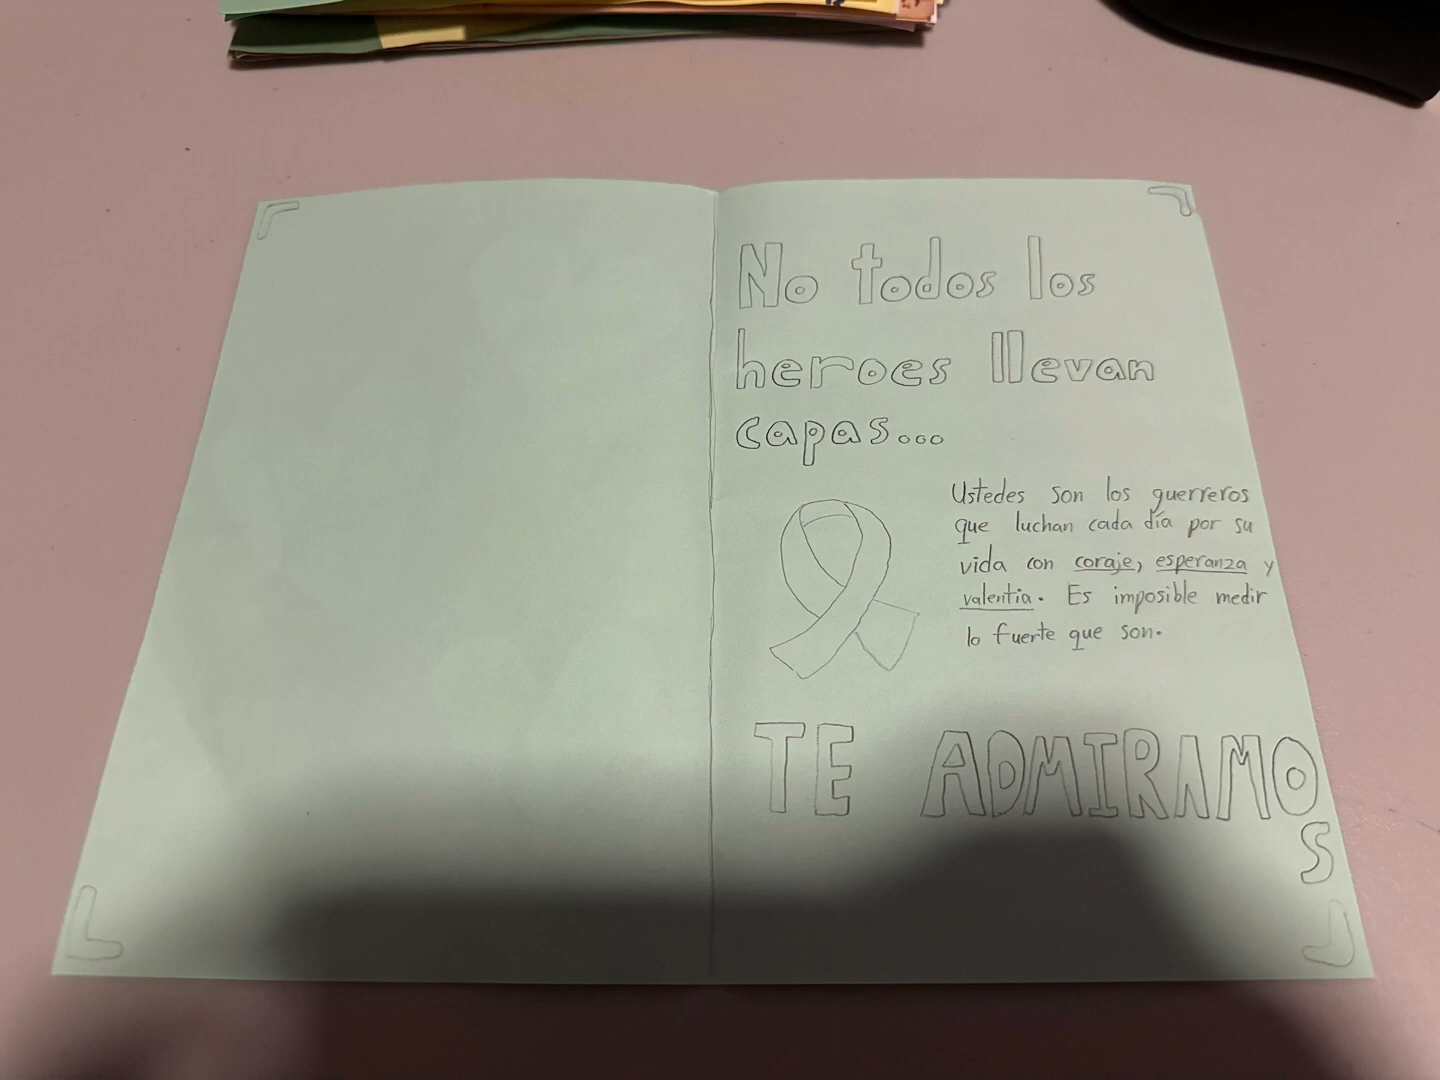 No todos los
heroes llevan
capas...
Ustedes son los guerreros
que luchan cada día por su
vida con coraje, esperanza y
valentia. Es imposible medir
lo fuerte que son.
TE ADMIRAMO
S